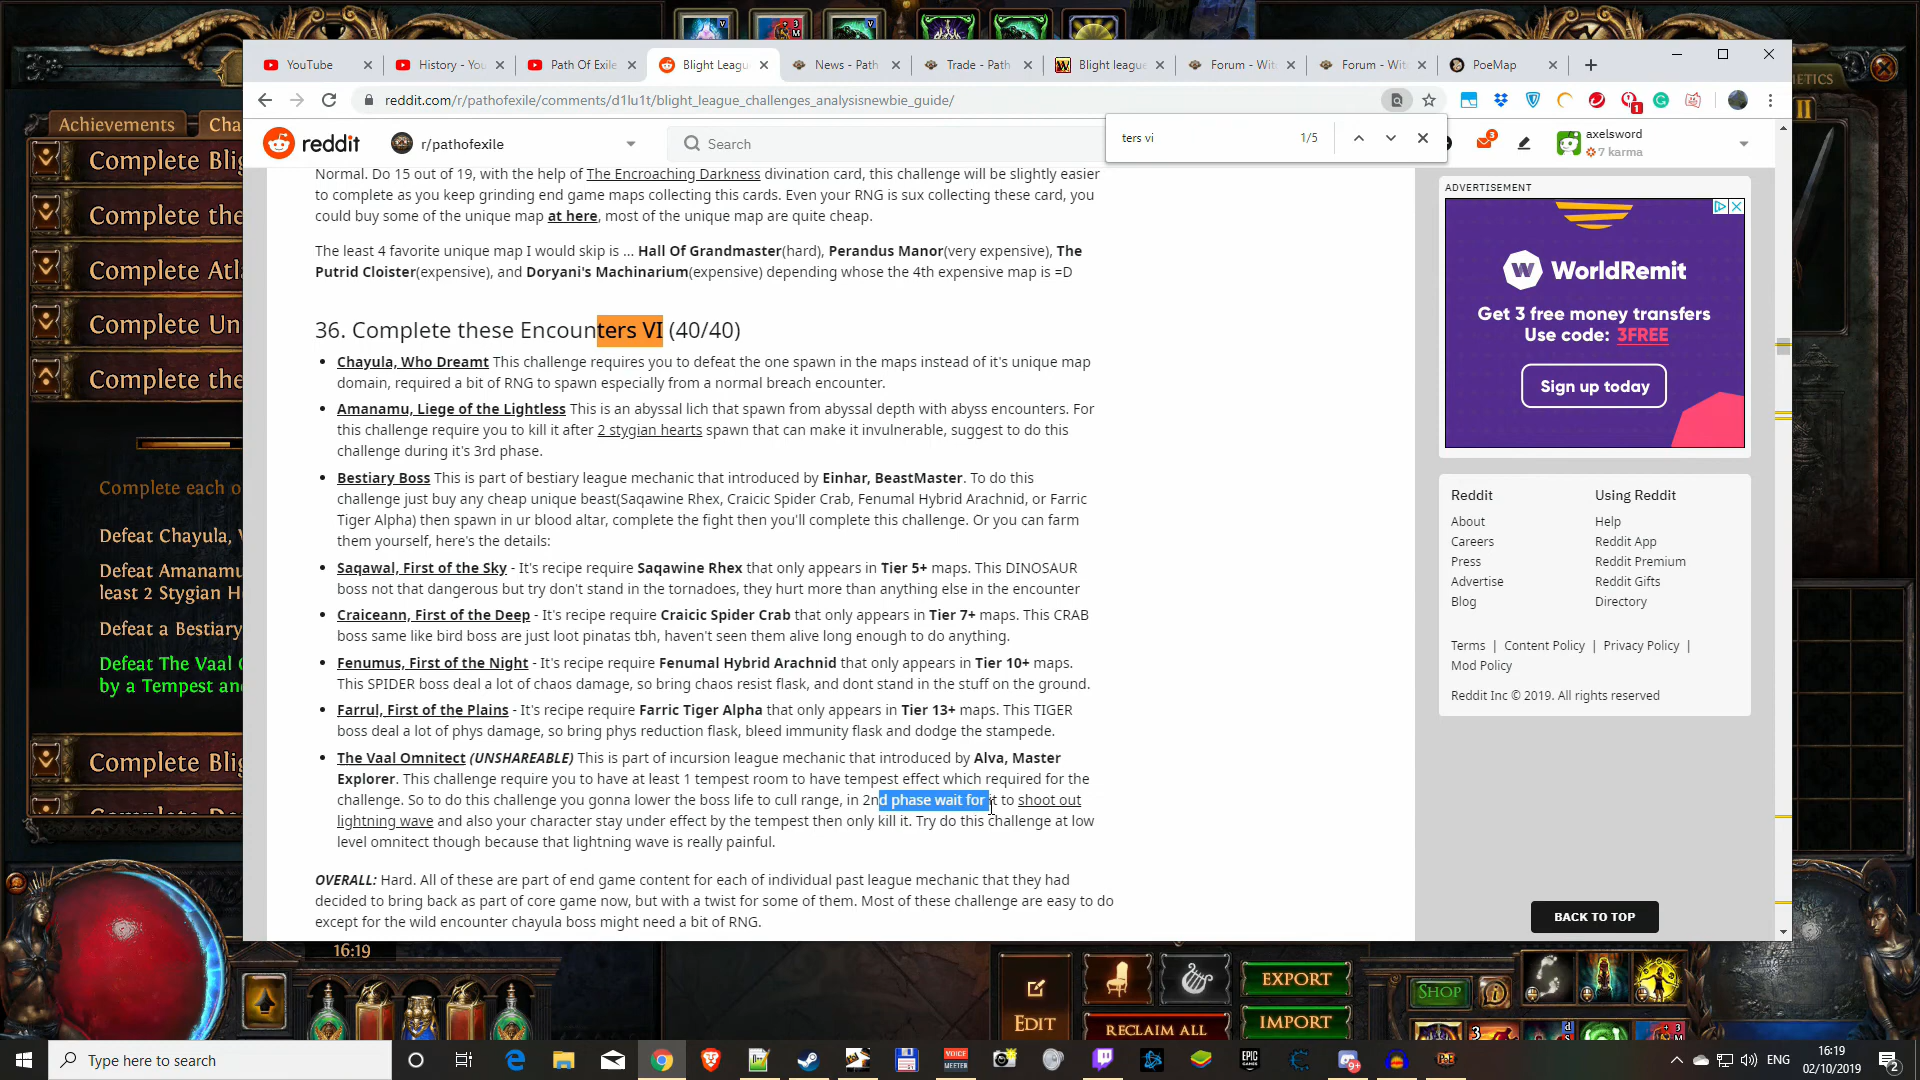 YouTube
History - You
Path Of Exile
Blight Leagu
News - Path
Trade - Path
Blight league
Forum - Wit
Forum - Wit
PoeMap
reddit.com/r/pathofexile/comments/d1lu1t/blight_league_challenges_analysisnewbie_guide/
ters vi
1/5
reddit
r/pathofexile
Search
3
axelsword
7 karma
Achievements
Cha
Complete Bli
Complete the
Complete Atl
Complete Un
Complete the
Complete each o
Defeat Chayula, W
Defeat Amanamu
least 2 Stygian He
Defeat a Bestiary
Defeat The Vaal O
by a Tempest and
Complete Bli
Complete De
Normal. Do 15 out of 19, with the help of The Encroaching Darkness divination card, this challenge will be slightly easier
to complete as you keep grinding end game maps collecting this cards. Even your RNG is sux collecting these card, you
could buy some of the unique map at here, most of the unique map are quite cheap.
The least 4 favorite unique map I would skip is ... Hall Of Grandmaster(hard), Perandus Manor(very expensive), The
Putrid Cloister(expensive), and Doryani's Machinarium(expensive) depending whose the 4th expensive map is =D
36. Complete these Encounters VI (40/40)
• Chayula, Who Dreamt This challenge requires you to defeat the one spawn in the maps instead of it's unique map
domain, required a bit of RNG to spawn especially from a normal breach encounter.
• Amanamu, Liege of the Lightless This is an abyssal lich that spawn from abyssal depth with abyss encounters. For
this challenge require you to kill it after 2 stygian hearts spawn that can make it invulnerable, suggest to do this
challenge during it's 3rd phase.
• Bestiary Boss This is part of bestiary league mechanic that introduced by Einhar, BeastMaster. To do this
challenge just buy any cheap unique beast(Saqawine Rhex, Craicic Spider Crab, Fenumal Hybrid Arachnid, or Farric
Tiger Alpha) then spawn in ur blood altar, complete the fight then you'll complete this challenge. Or you can farm
them yourself, here's the details:
• Saqawal, First of the Sky - It's recipe require Saqawine Rhex that only appears in Tier 5+ maps. This DINOSAUR
boss not that dangerous but try don't stand in the tornadoes, they hurt more than anything else in the encounter
• Craiceann, First of the Deep - It's recipe require Craicic Spider Crab that only appears in Tier 7+ maps. This CRAB
boss same like bird boss are just loot pinatas tbh, haven't seen them alive long enough to do anything.
• Fenumus, First of the Night - It's recipe require Fenumal Hybrid Arachnid that only appears in Tier 10+ maps.
This SPIDER boss deal a lot of chaos damage, so bring chaos resist flask, and dont stand in the stuff on the ground.
• Farrul, First of the Plains - It's recipe require Farric Tiger Alpha that only appears in Tier 13+ maps. This TIGER
boss deal a lot of phys damage, so bring phys reduction flask, bleed immunity flask and dodge the stampede.
• The Vaal Omnitect (UNSHAREABLE) This is part of incursion league mechanic that introduced by Alva, Master
Explorer. This challenge require you to have at least 1 tempest room to have tempest effect which required for the
challenge. So to do this challenge you gonna lower the boss life to cull range, in 2nd phase wait for it to shoot out
lightning wave and also your character stay under effect by the tempest then only kill it. Try do this challenge at low
level omnitect though because that lightning wave is really painful.
OVERALL: Hard. All of these are part of end game content for each of individual past league mechanic that they had
decided to bring back as part of core game now, but with a twist for some of them. Most of these challenge are easy to do
except for the wild encounter chayula boss might need a bit of RNG.
ADVERTISEMENT
WorldRemit
Get 3 free money transfers
Use code: 3FREE
Sign up today
Reddit
Using Reddit
About
Help
Careers
Reddit App
Press
Reddit Premium
Advertise
Reddit Gifts
Blog
Directory
Terms | Content Policy | Privacy Policy |
Mod Policy
Reddit Inc © 2019. All rights reserved
BACK TO TOP
16:19
EDIT
RECLAIM ALL
EXPORT
IMPORT
SHOP
Type here to search
VOICE
MEETER
EPIC
GAMES
ENG
16:19
02/10/2019
2